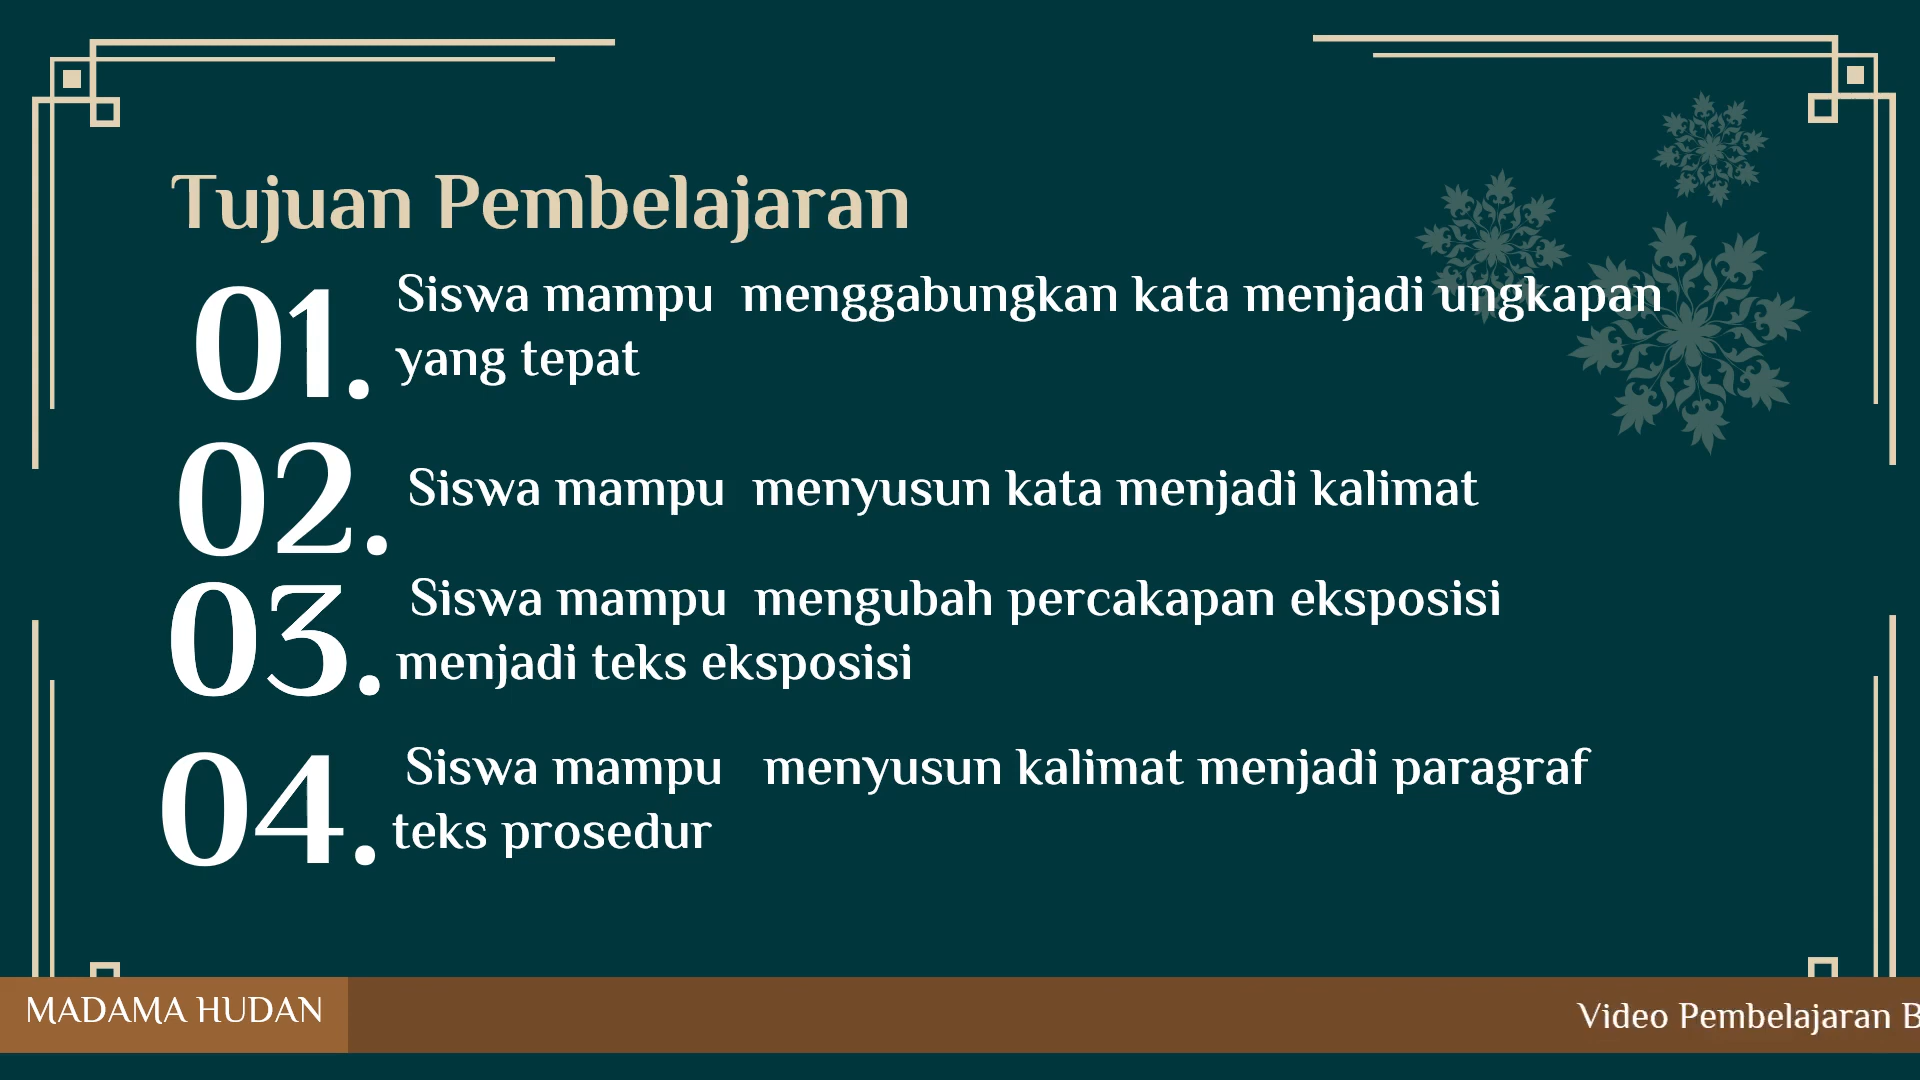 Tujuan Pembelajaran
01. Siswa mampu menggabungkan kata menjadi ungkapan
yang tepat
02. Siswa mampu menyusun kata menjadi kalimat
03. Siswa mampu mengubah percakapan eksposisi
menjadi teks eksposisi
04. Siswa mampu menyusun kalimat menjadi paragraf
teks prosedur
MADAMA HUDAN
Video Pembelajaran B